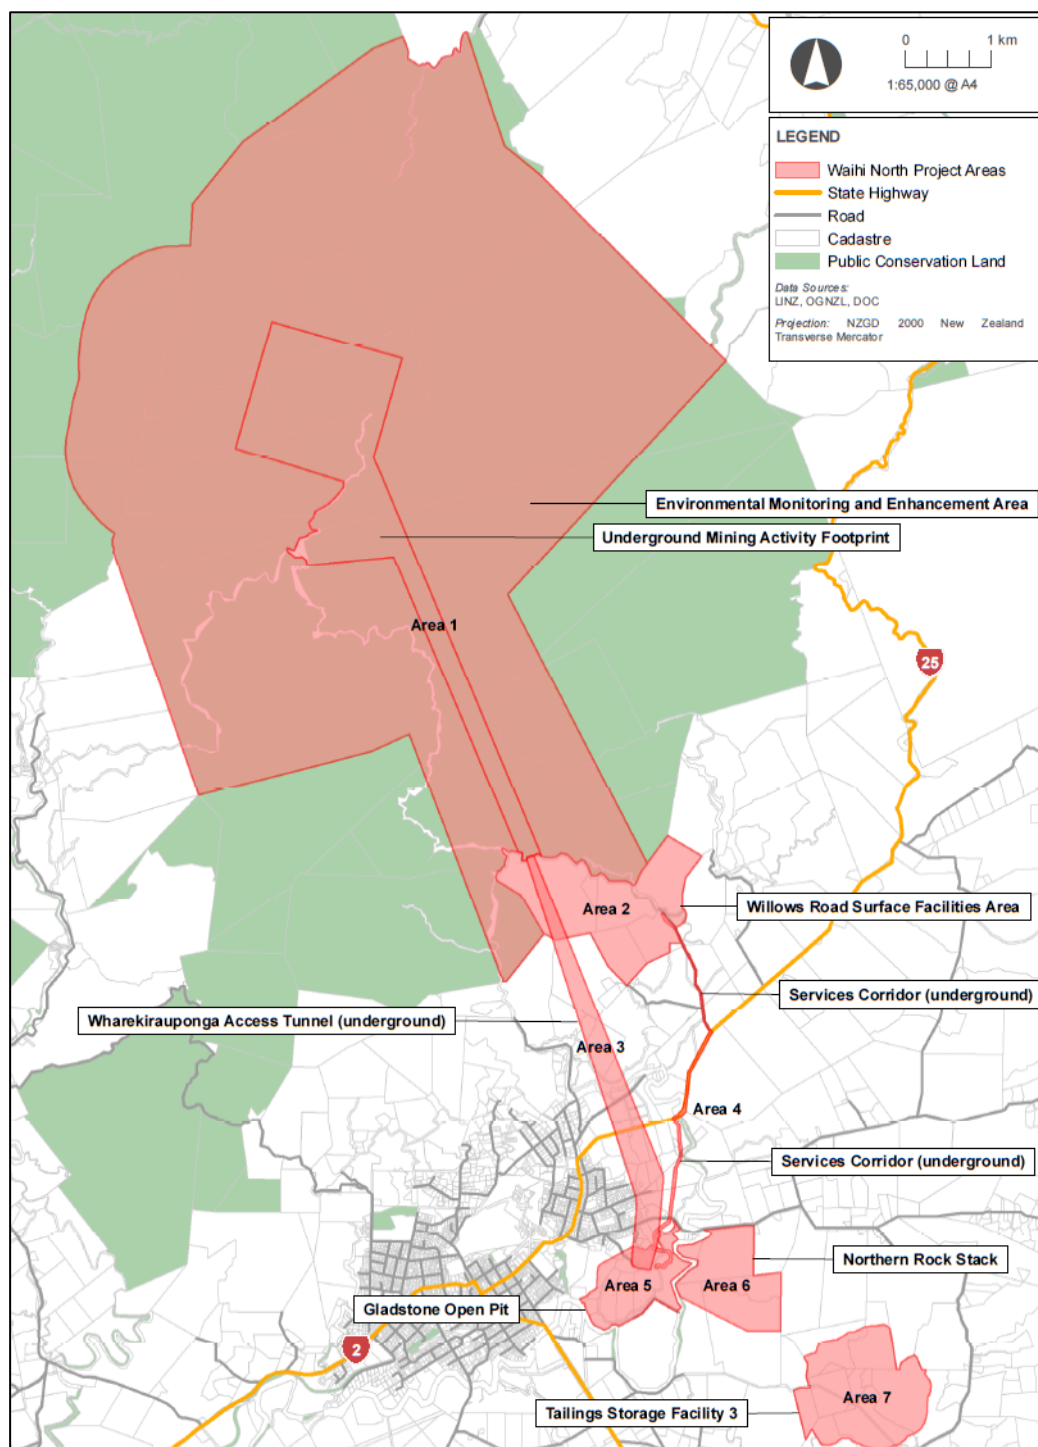 0 1 km
1:65,000 @ A4
LEGEND
Waihi North Project Areas
State Highway
Road
Cadastre
Public Conservation Land
Data Sources:
LINZ, OGNZL, DOC
Projection: NZGD 2000 New Zealand
Transverse Mercator
Environmental Monitoring and Enhancement Area
Underground Mining Activity Footprint
Area 1
25
Area 2
Willows Road Surface Facilities Area
Services Corridor (underground)
Wharekirauponga Access Tunnel (underground)
Area 3
Area 4
Services Corridor (underground)
Northern Rock Stack
Area 5
Area 6
Gladstone Open Pit
2
Area 7
Tailings Storage Facility 3